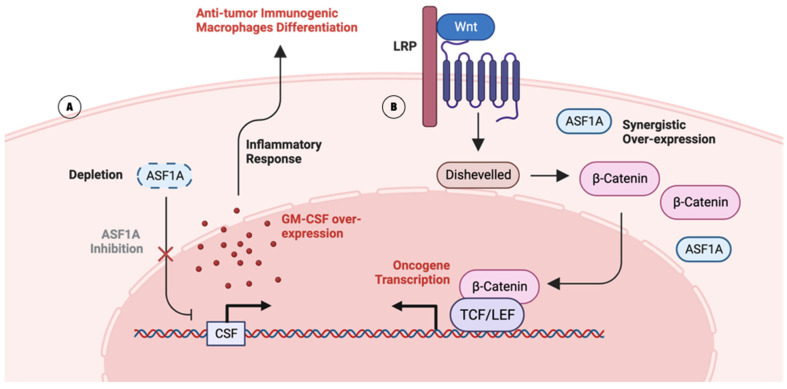 Anti-tumor Immunogenic
Macrophages Differentiation
A
Depletion
ASF1A
Inflammatory
Response
ASF1A
Inhibition
GM-CSF over-
expression
CSF
B
LRP
Wnt
ASF1A
Synergistic
Over-expression
Dishevelled
β-Catenin
β-Catenin
ASF1A
Oncogene
Transcription
β-Catenin
TCF/LEF